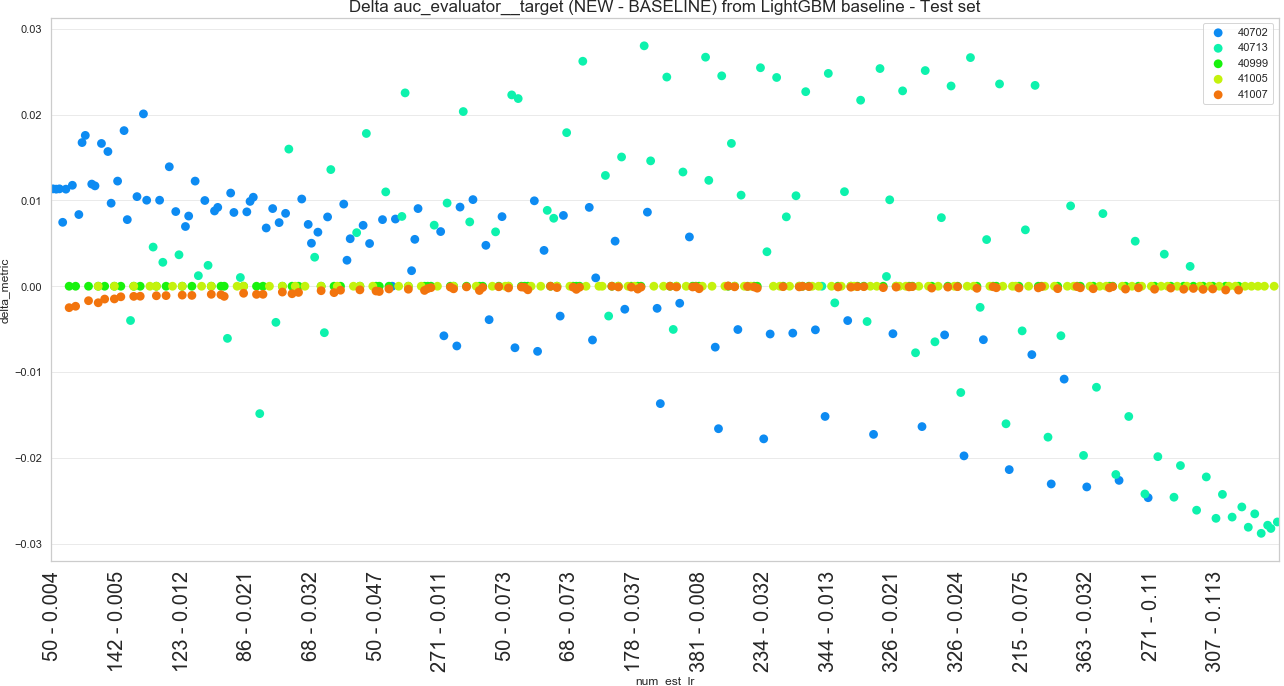 Delta auc_evaluator__target (NEW - BASELINE) from LightGBM baseline - Test set
40702
40713
40999
41005
41007
0.03
0.02
0.01
0.00
−0.01
−0.02
−0.03
delta_metric
50 - 0.004
142 - 0.005
123 - 0.012
86 - 0.021
68 - 0.032
50 - 0.047
271 - 0.011
50 - 0.073
68 - 0.073
178 - 0.037
381 - 0.008
234 - 0.032
344 - 0.013
326 - 0.021
326 - 0.024
215 - 0.075
363 - 0.032
271 - 0.11
307 - 0.113
num_est_lr